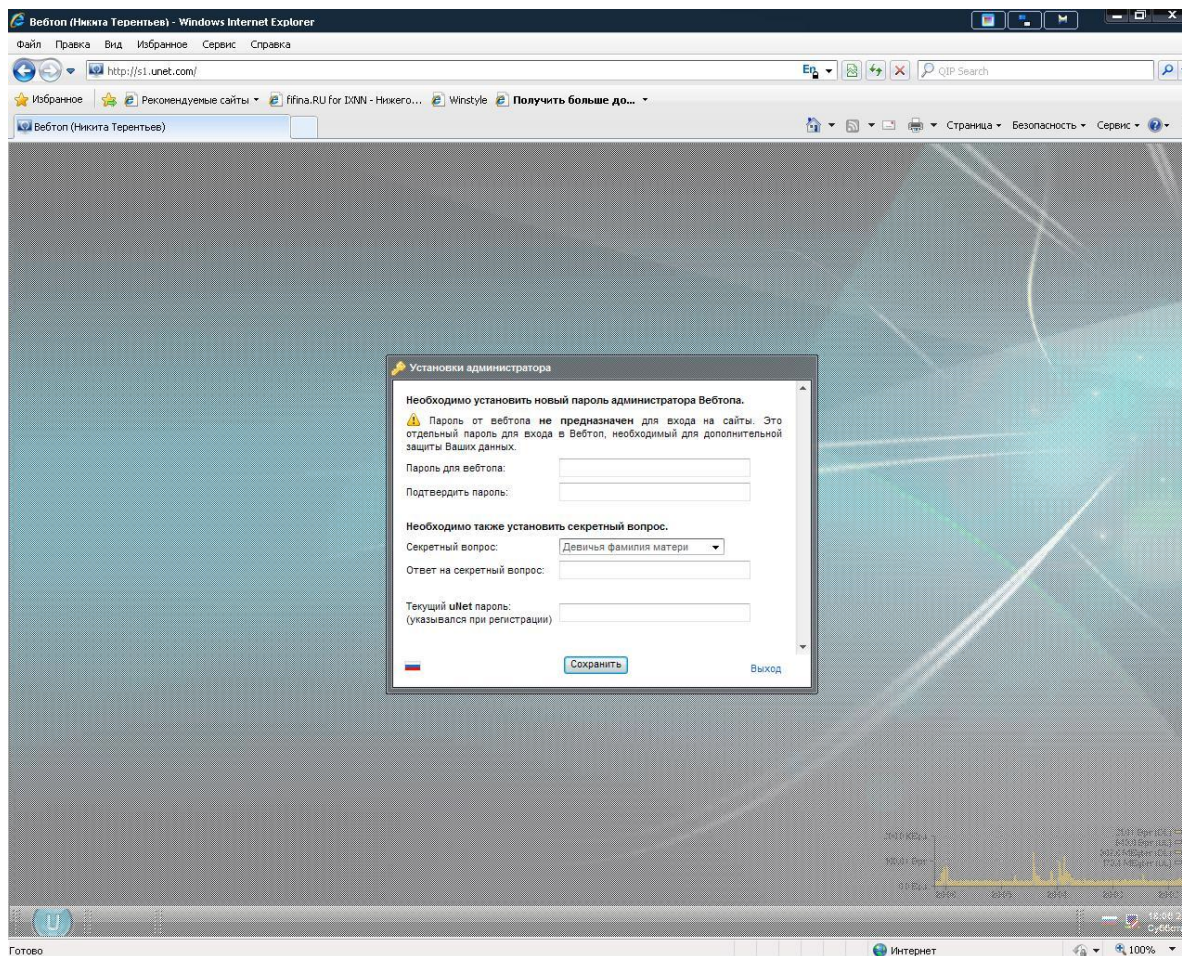 Вебтоп (Никита Терентьев) - Windows Internet Explorer
Файл Правка Вид Избранное Сервис Справка
http://s1.unet.com/
En
QIP Search
Избранное Рекомендуемые сайты fifina.RU for IXNN - Нижего... Winstyle Получить больше до...
Вебтоп (Никита Терентьев)
Страница Безопасность Сервис
Установки администратора
Необходимо установить новый пароль администратора Вебтопа.
Пароль от вебтопа не предназначен для входа на сайты. Это
отдельный пароль для входа в Вебтоп, необходимый для дополнительной
защиты Ваших данных.
Пароль для вебтопа:
Подтвердить пароль:
Необходимо также установить секретный вопрос.
Секретный вопрос: Девичья фамилия матери
Ответ на секретный вопрос:
Текущий uNet пароль:
(указывался при регистрации)
Сохранить
Выход
U
Готово
Интернет
100%